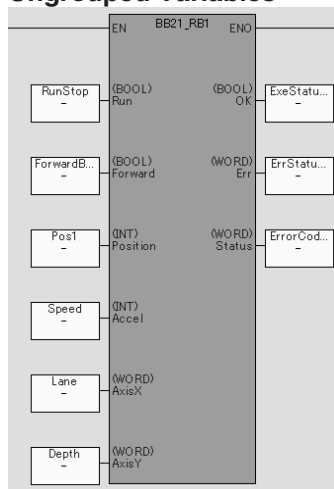 Ungrouped Variables
EN BB21_RB1 ENO
RunStop (BOOL) (BOOL) ExeStatu...
- Run OK -
ForwardB... (BOOL) (WORD) ErrStatu...
- Forward Err -
Pos1 (INT) (WORD) ErrorCod...
- Position Status -
Speed (INT)
- Accel
Lane (WORD)
- AxisX
Depth (WORD)
- AxisY